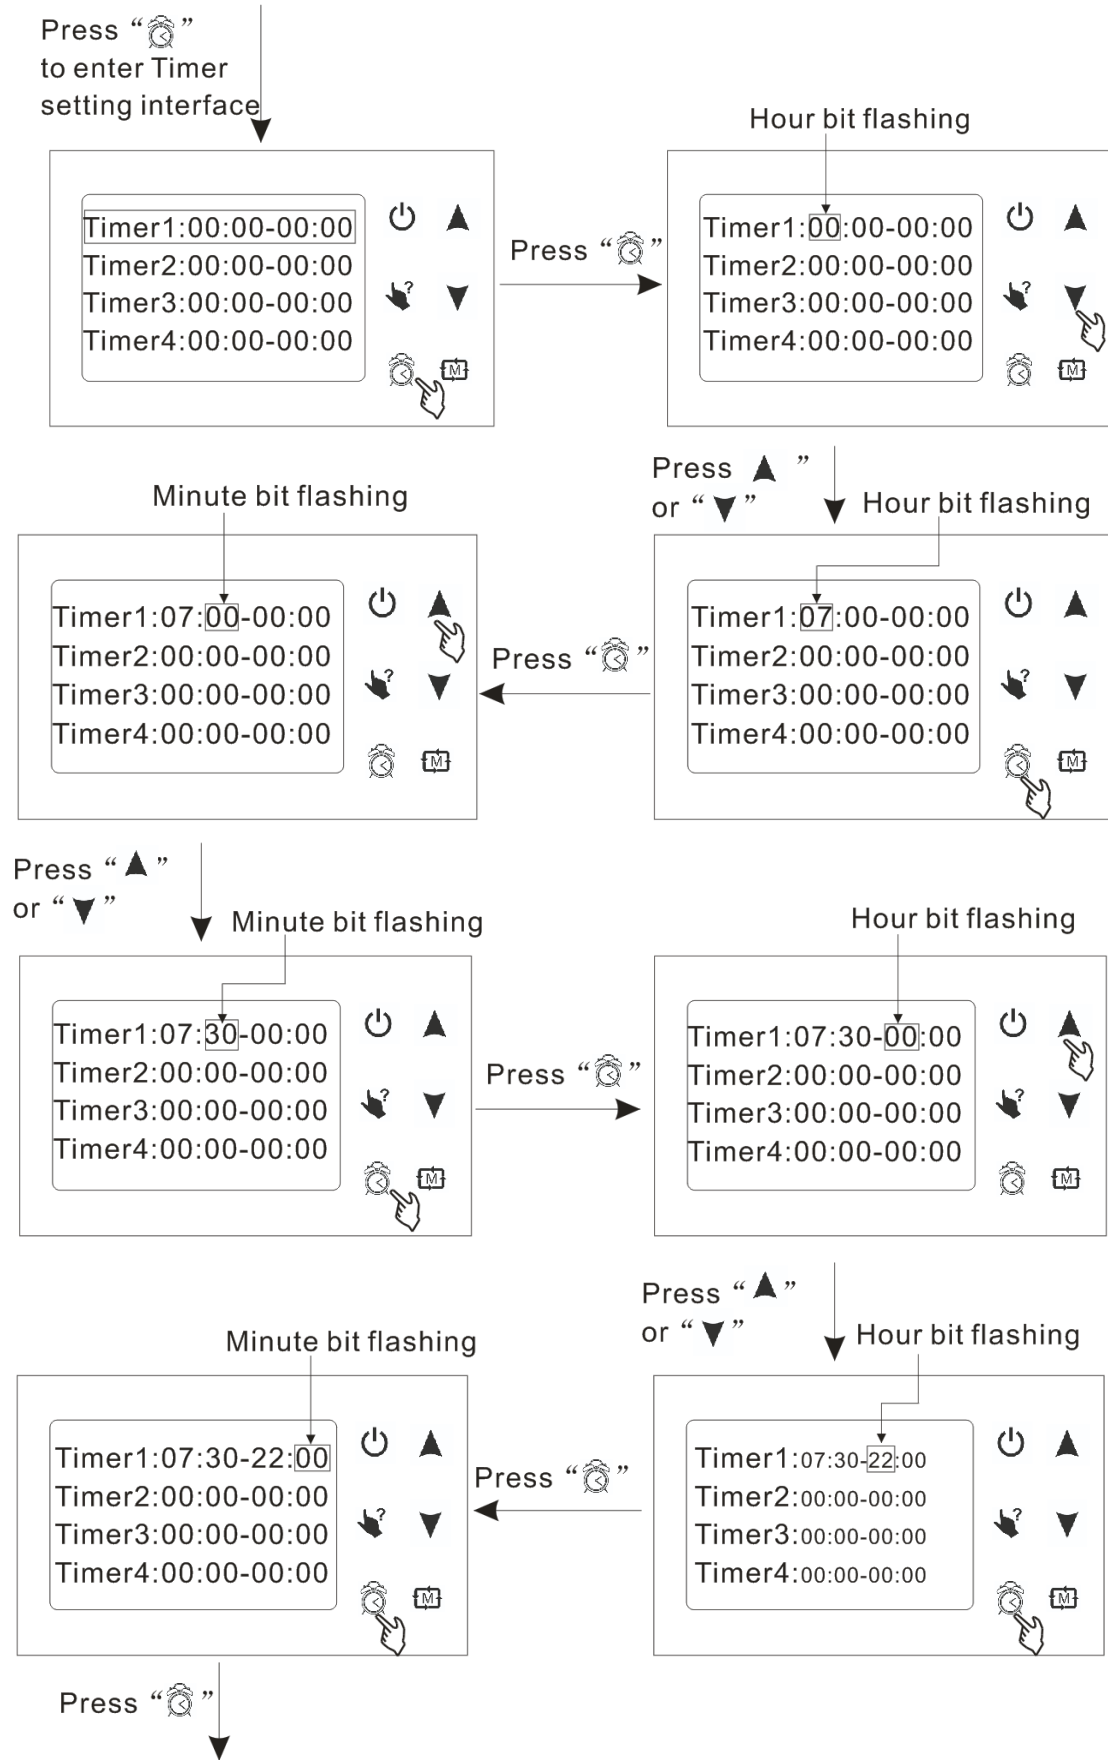 Press “ ”
to enter Timer
setting interface
Timer1:00:00-00:00
Timer2:00:00-00:00
Timer3:00:00-00:00
Timer4:00:00-00:00
?
M
Press “ ”
Hour bit flashing
Timer1:00:00-00:00
Timer2:00:00-00:00
Timer3:00:00-00:00
Timer4:00:00-00:00
?
M
Press ”
or “ ”
Hour bit flashing
Timer1:07:00-00:00
Timer2:00:00-00:00
Timer3:00:00-00:00
Timer4:00:00-00:00
?
M
Press “ ”
Minute bit flashing
Timer1:07:00-00:00
Timer2:00:00-00:00
Timer3:00:00-00:00
Timer4:00:00-00:00
?
M
Press “ ”
or “ ”
Minute bit flashing
Timer1:07:30-00:00
Timer2:00:00-00:00
Timer3:00:00-00:00
Timer4:00:00-00:00
?
M
Press “ ”
Hour bit flashing
Timer1:07:30-00:00
Timer2:00:00-00:00
Timer3:00:00-00:00
Timer4:00:00-00:00
?
M
Press “ ”
or “ ”
Hour bit flashing
Timer1:07:30-22:00
Timer2:00:00-00:00
Timer3:00:00-00:00
Timer4:00:00-00:00
?
M
Press “ ”
Minute bit flashing
Timer1:07:30-22:00
Timer2:00:00-00:00
Timer3:00:00-00:00
Timer4:00:00-00:00
?
M
Press “ ”